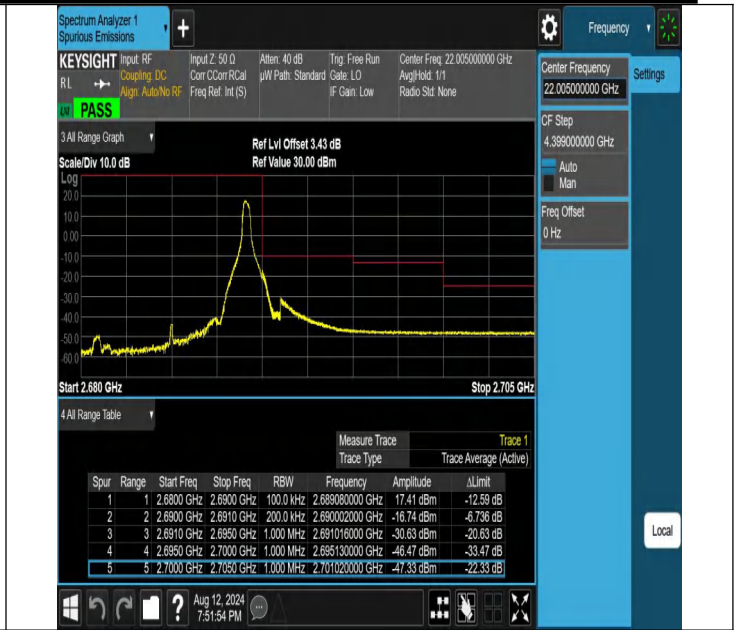 Spectrum Analyzer 1
Spurious Emissions
+
Frequency
KEYSIGHT
RL
PASS
Input: RF
Coupling: DC
Align: Auto/No RF
Input Z: 50 Ω
Corr CCorr RCal
Freq Ref: Int (S)
Atten: 40 dB
µW Path: Standard
Trig: Free Run
Gate: LO
IF Gain: Low
Center Freq: 22.005000000 GHz
Avg|Hold: 1/1
Radio Std: None
Center Frequency
22.005000000 GHz
Settings
CF Step
4.399000000 GHz
Auto
Man
Freq Offset
0 Hz
3 All Range Graph
Scale/Div 10.0 dB
Ref Lvl Offset 3.43 dB
Ref Value 30.00 dBm
Log
20.0
10.0
0.00
-10.0
-20.0
-30.0
-40.0
-50.0
-60.0
Start 2.680 GHz
Stop 2.705 GHz
4 All Range Table
Measure Trace Trace 1
Trace Type Trace Average (Active)
Spur Range Start Freq Stop Freq RBW Frequency Amplitude ΔLimit
1 1 2.6800 GHz 2.6900 GHz 100.0 kHz 2.689080000 GHz 17.41 dBm -12.59 dB
2 2 2.6900 GHz 2.6910 GHz 200.0 kHz 2.690002000 GHz -16.74 dBm -6.736 dB
3 3 2.6910 GHz 2.6950 GHz 1.000 MHz 2.691016000 GHz -30.63 dBm -20.63 dB
4 4 2.6950 GHz 2.7000 GHz 1.000 MHz 2.695130000 GHz -46.47 dBm -33.47 dB
5 5 2.7000 GHz 2.7050 GHz 1.000 MHz 2.701020000 GHz -47.33 dBm -22.33 dB
Local
?
Aug 12, 2024
7:51:54 PM